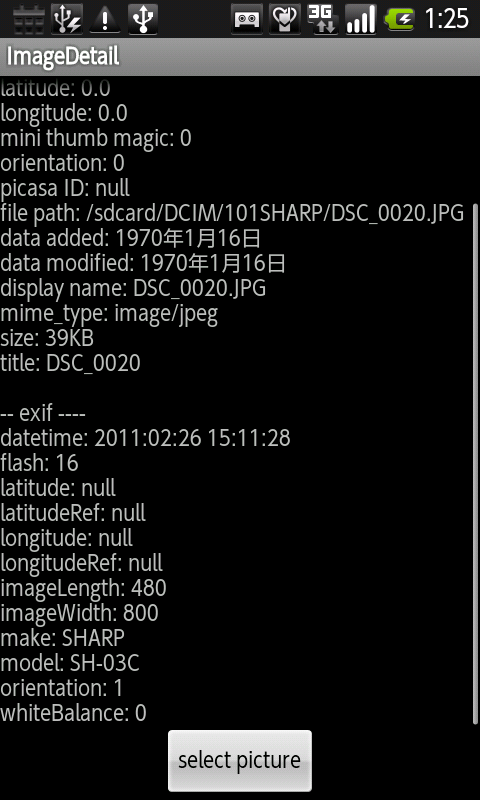 3G
1:25
ImageDetail
latitude: 0.0
longitude: 0.0
mini thumb magic: 0
orientation: 0
picasa ID: null
file path: /sdcard/DCIM/101SHARP/DSC_0020.JPG
data added: 1970年1月16日
data modified: 1970年1月16日
display name: DSC_0020.JPG
mime_type: image/jpeg
size: 39KB
title: DSC_0020
-- exif ----
datetime: 2011:02:26 15:11:28
flash: 16
latitude: null
latitudeRef: null
longitude: null
longitudeRef: null
imageLength: 480
imageWidth: 800
make: SHARP
model: SH-03C
orientation: 1
whiteBalance: 0
select picture